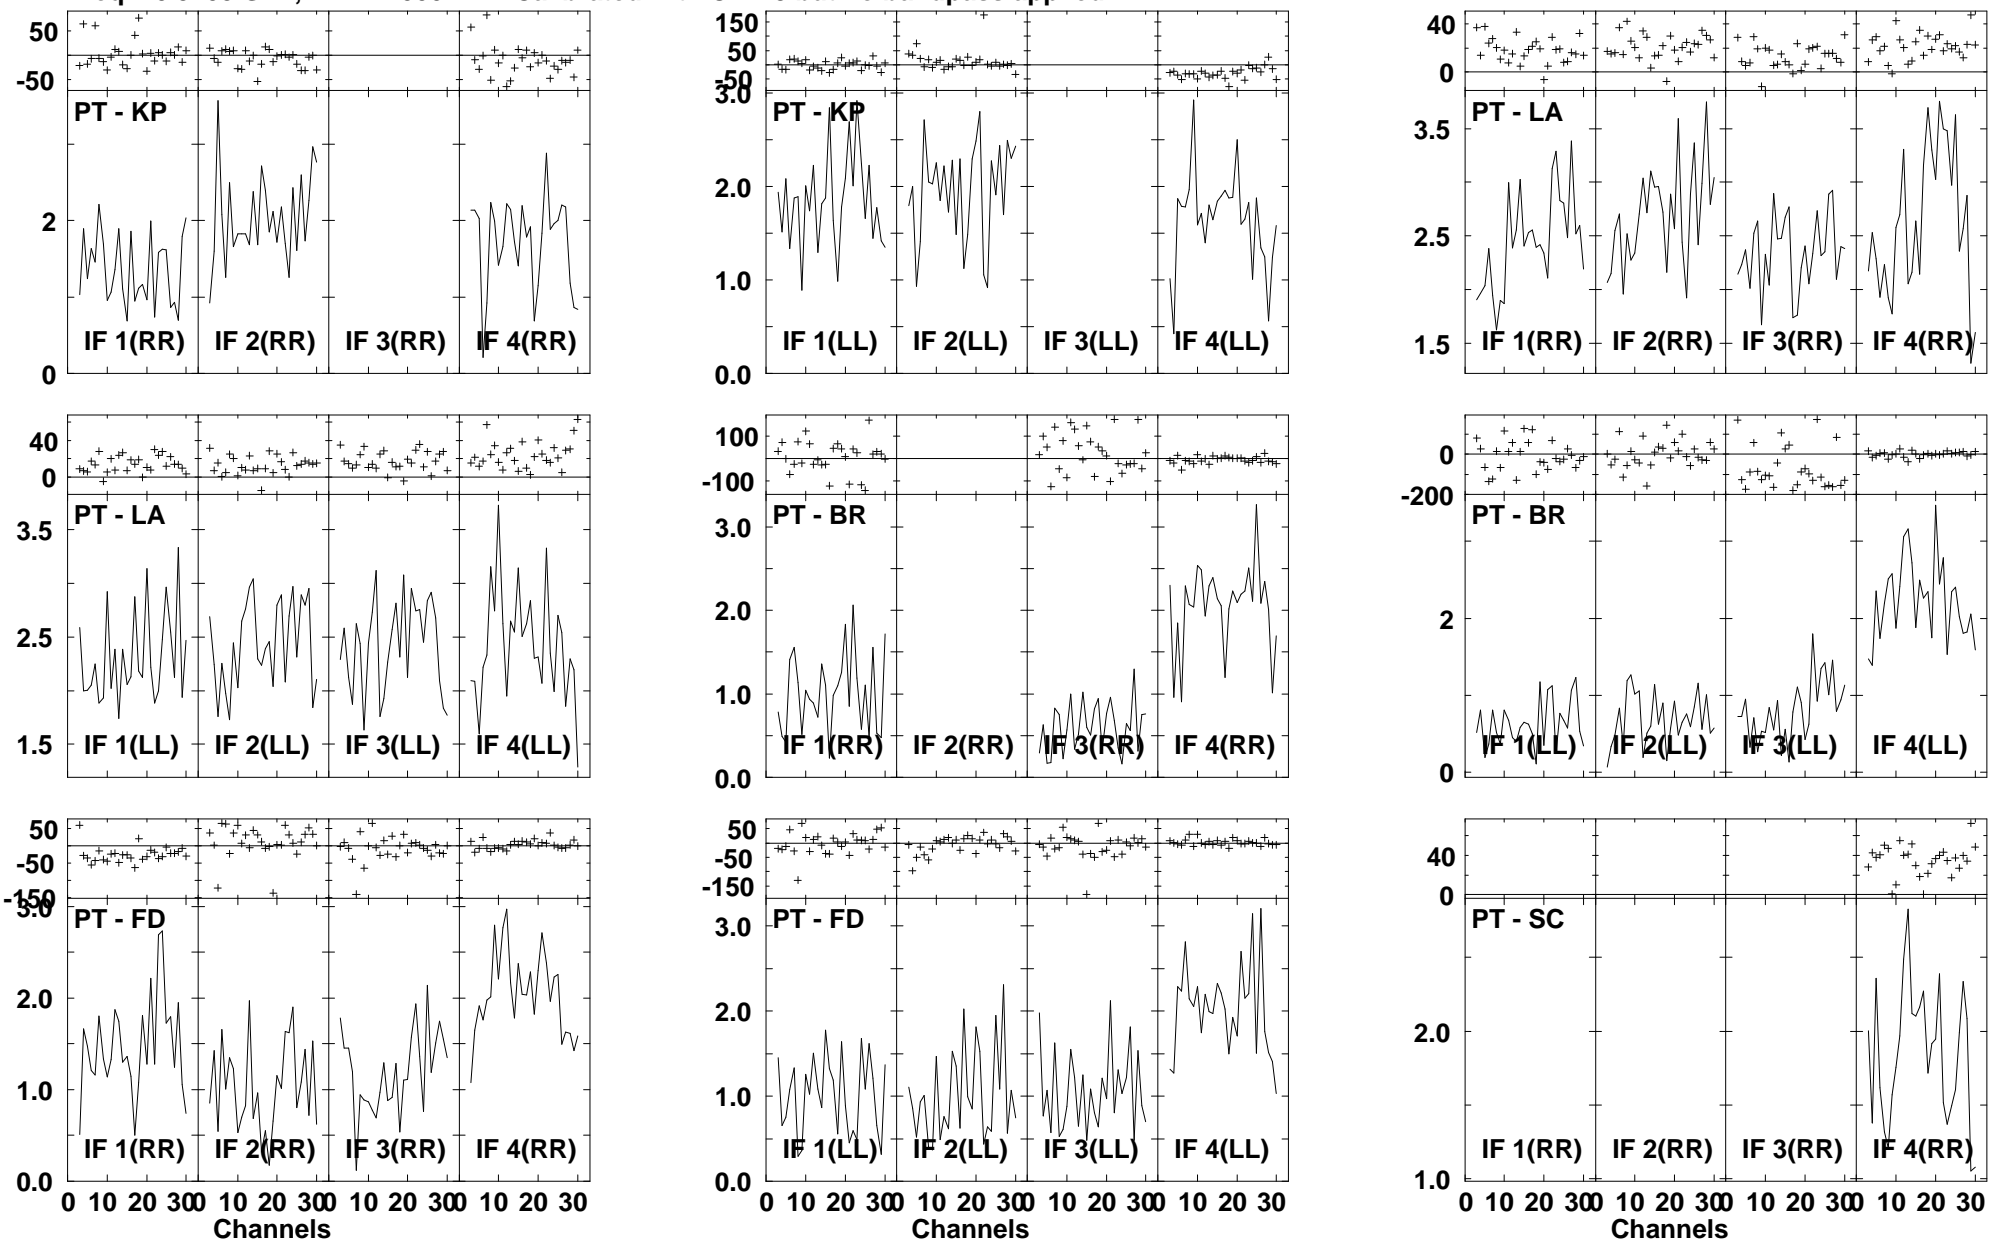 50 0 -50 150 50 -50 40 0
PT - KP 3.0 PT - KP PT - LA
2 2.0 3.5
1.0 2.5
IF 1(RR) IF 2(RR) IF 3(RR) IF 4(RR) IF 1(LL) IF 2(LL) IF 3(LL) IF 4(LL) 1.5 IF 1(RR) IF 2(RR) IF 3(RR) IF 4(RR)
0 0.0
40 0 100 -100 0 -200
PT - LA PT - BR PT - BR
3.5 3.0
2.5 2.0 2
1.0
1.5 IF 1(LL) IF 2(LL) IF 3(LL) IF 4(LL) IF 1(RR) IF 2(RR) IF 3(RR) IF 4(RR) IF 1(LL) IF 2(LL) IF 3(LL) IF 4(LL)
0.0 0
50 -50 -150 50 -50 -150 40 0
3.0 PT - FD PT - FD PT - SC
3.0
2.0 2.0 2.0
1.0 1.0
IF 1(RR) IF 2(RR) IF 3(RR) IF 4(RR) IF 1(LL) IF 2(LL) IF 3(LL) IF 4(LL) IF 1(RR) IF 2(RR) IF 3(RR) IF 4(RR)
0.0 0.0 1.0
0 10 20 30 0 10 20 30 0 10 20 30 0 10 20 30 0 10 20 30 0 10 20 30 0 10 20 30 0 10 20 30 0 10 20 30 0 10 20 30 0 10 20 30 0 10 20 30
Channels Channels Channels